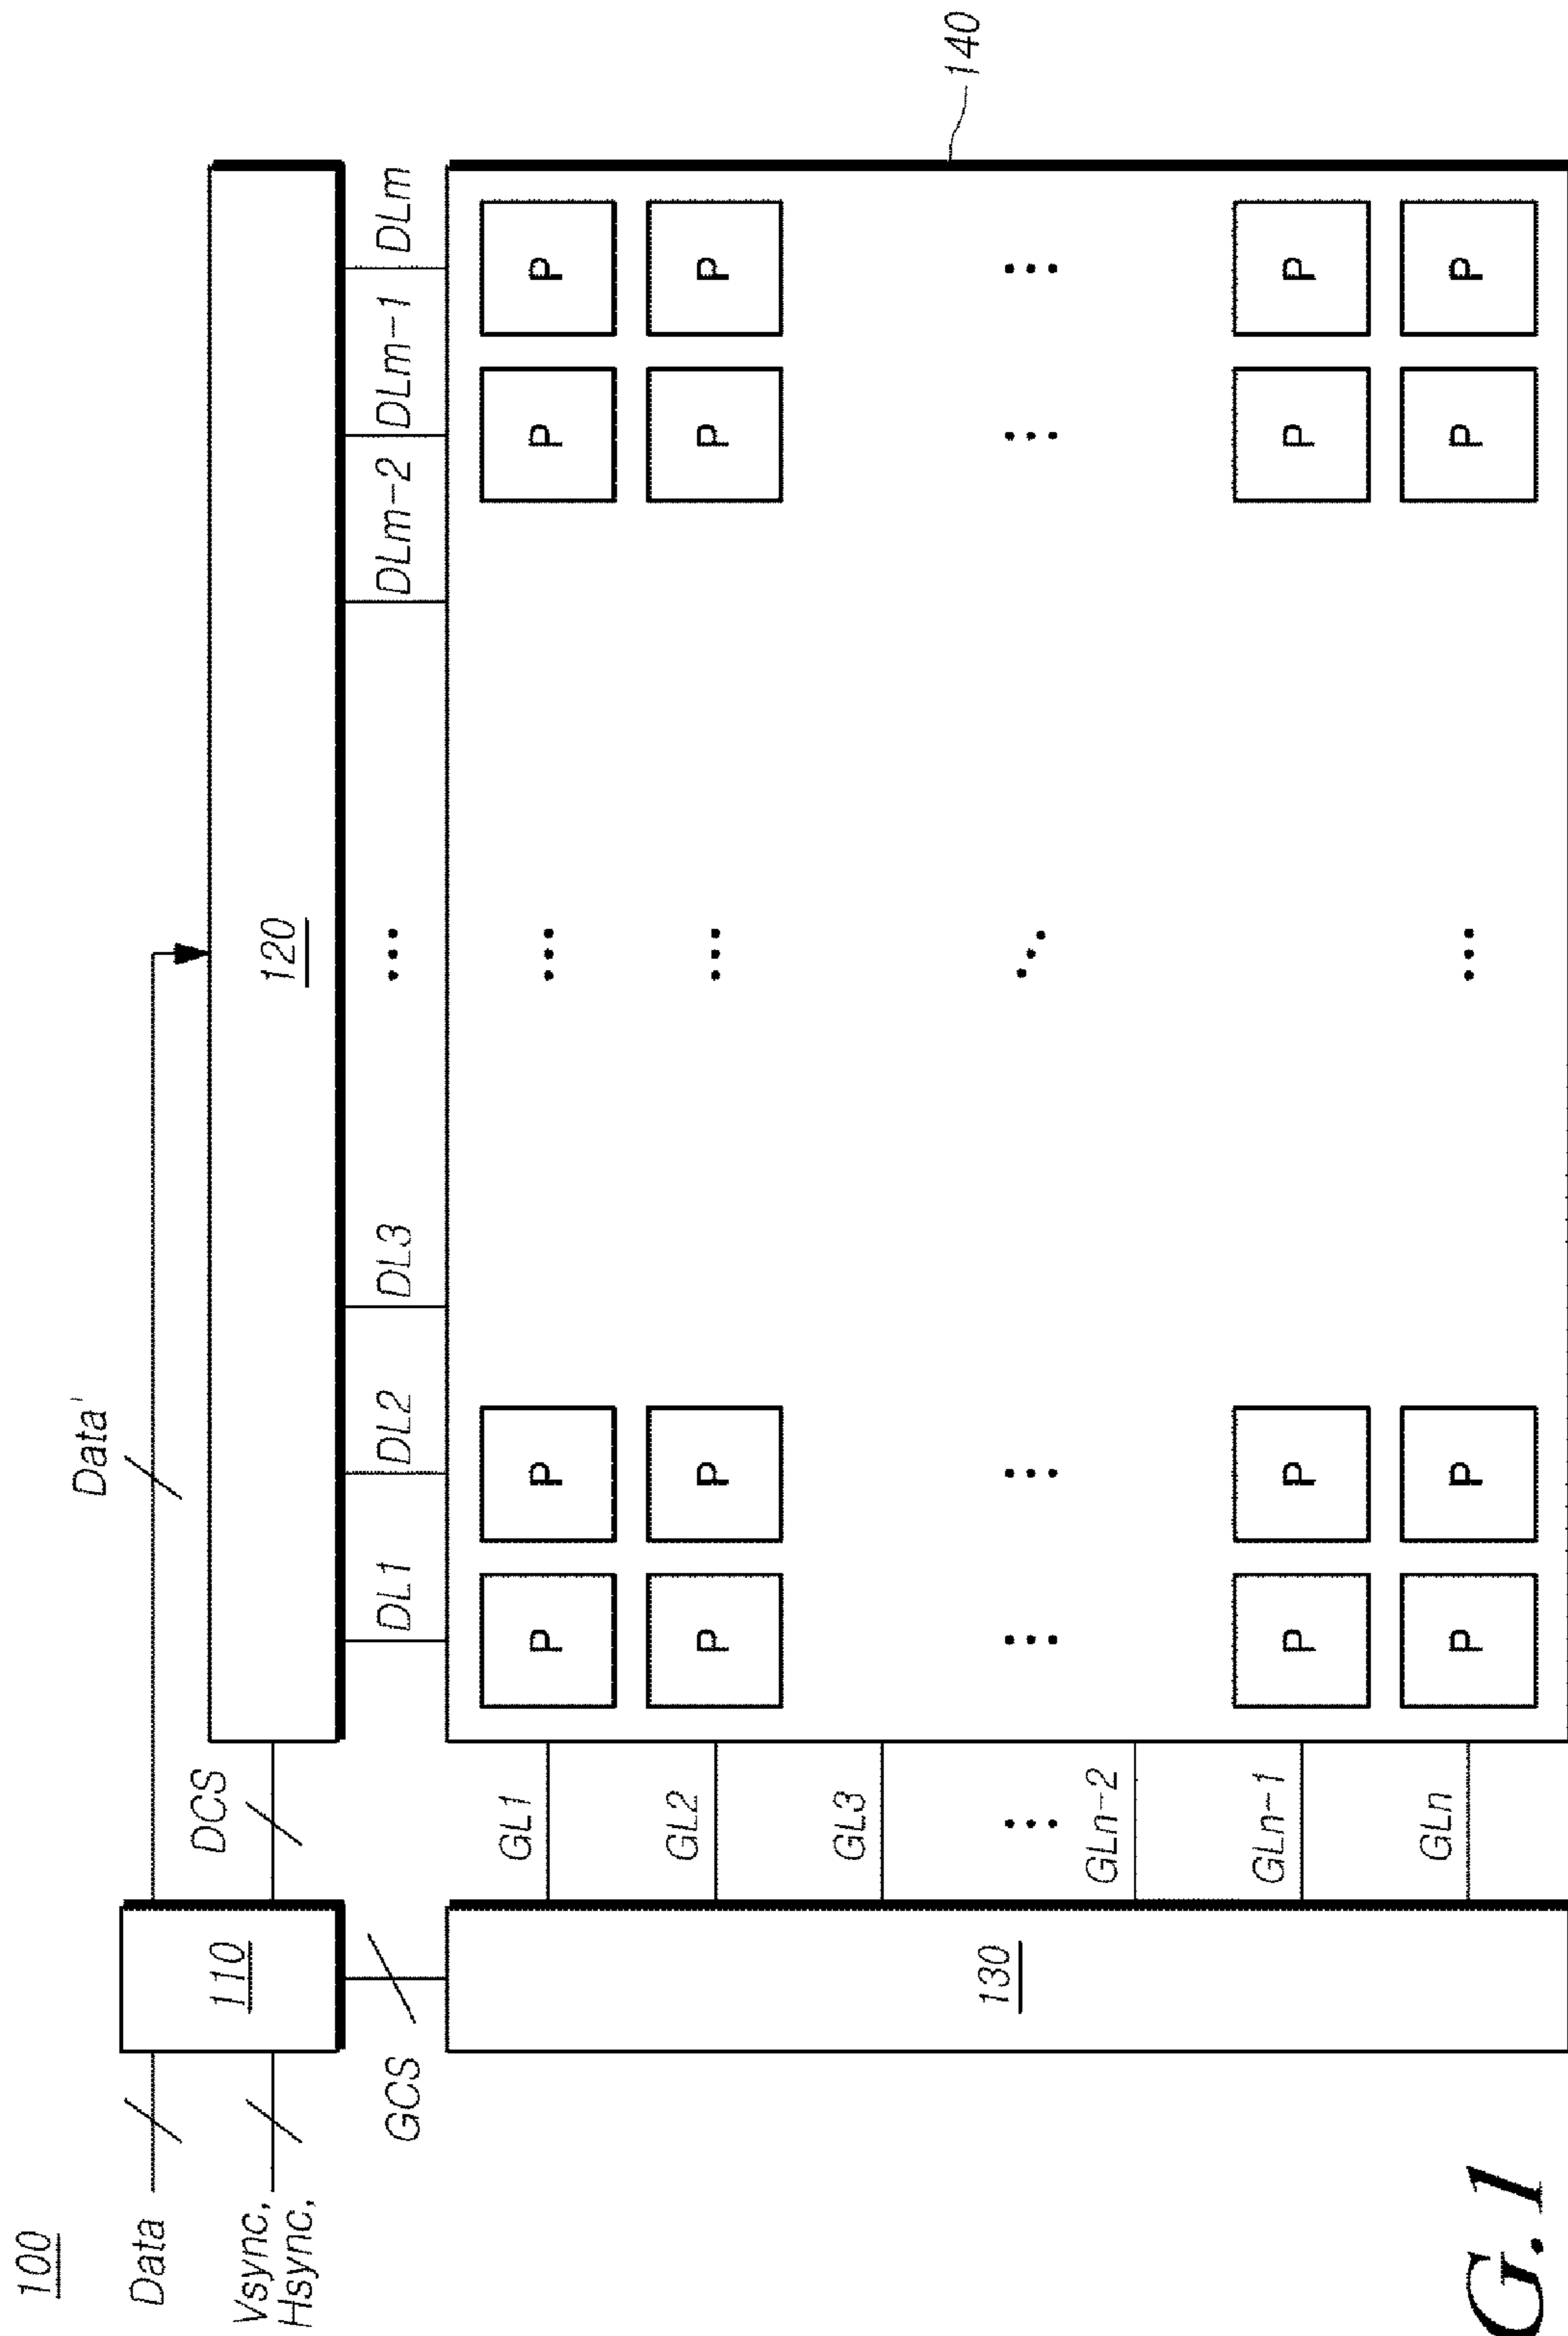 100
Data'
Data
110
DCS
120
Vsync,
Hsync,
GCS
DL1 DL2 DL3 ... DLm-2 DLm-1 DLm
GL1 P P ... P P
GL2 P P ... P P
GL3
130
140
... ... ... ... ... ...
GLn-2
GLn-1 P P P P
GLn P P ... P P
G.1